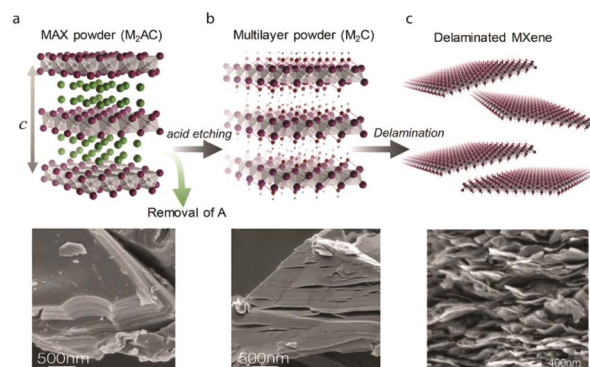 a
MAX powder (M₂AC)
b
Multilayer powder (M₂C)
c
Delaminated MXene
c
acid etching
Delamination
Removal of A
500nm
500nm
400nm